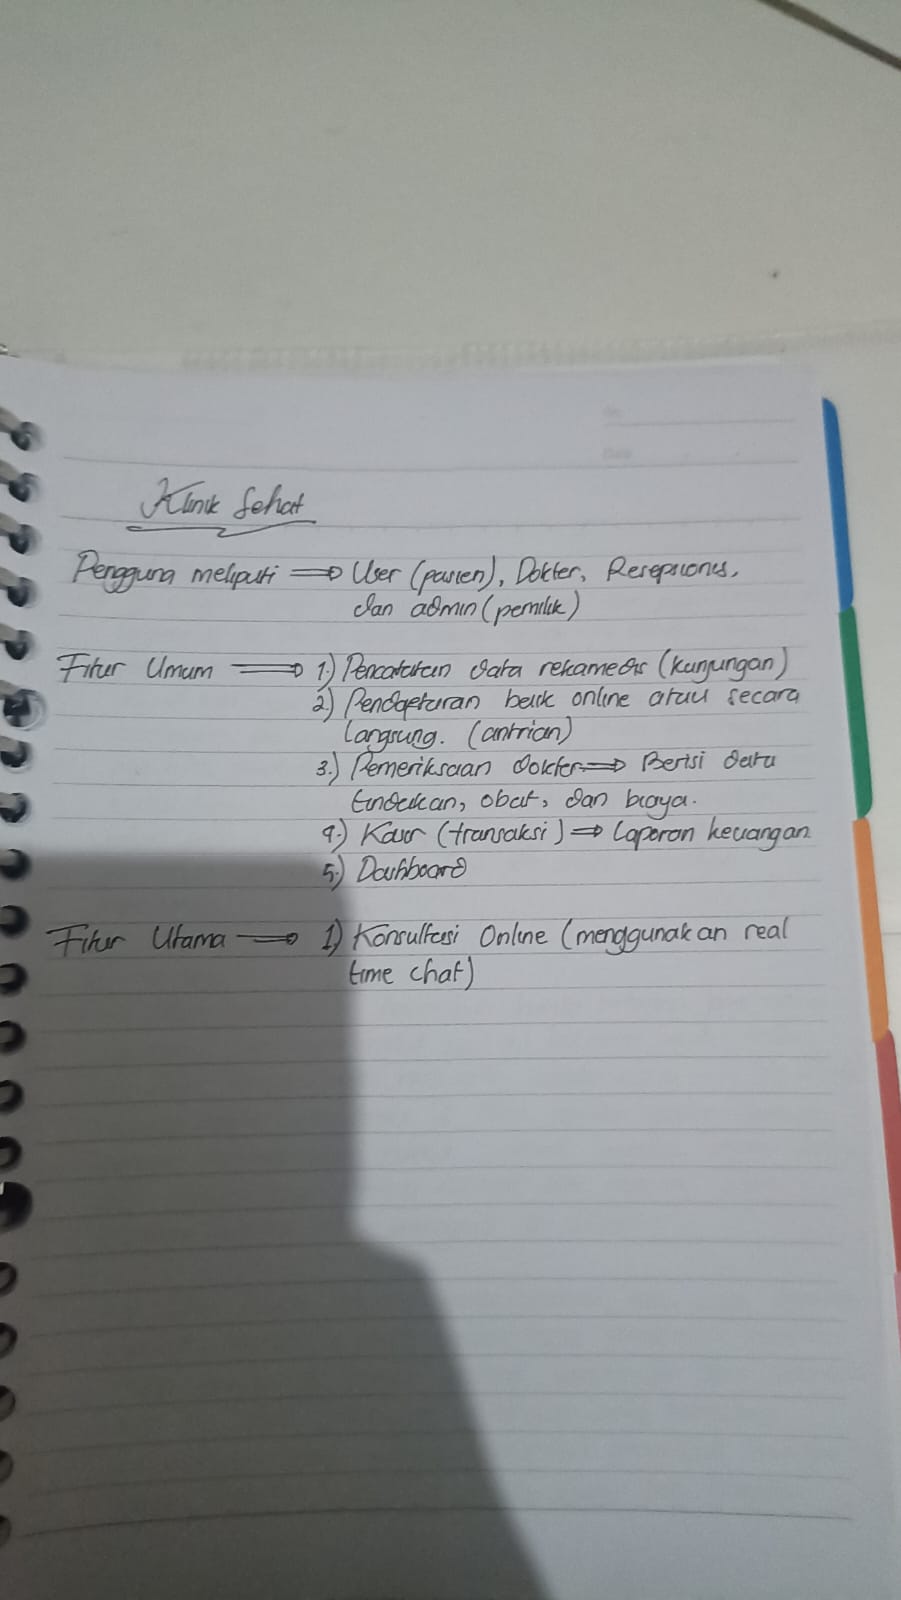 Klinik Sehat
Pengguna meliputi ⇒ User (pasien), Dokter, Resepsionis,
dan admin (pemilik)
Fitur Umum ⇒ 1.) Pencatatan data rekamedis (kunjungan)
2.) Pendaftaran baik online atau secara
langsung. (antrian)
3.) Pemeriksaan dokter ⇒ Berisi data
tindakan, obat, dan biaya.
4.) Kasir (transaksi) ⇒ Laporan keuangan
5.) Dashboard
Fitur Utama → 1) Konsultasi Online (menggunakan real
time chat)